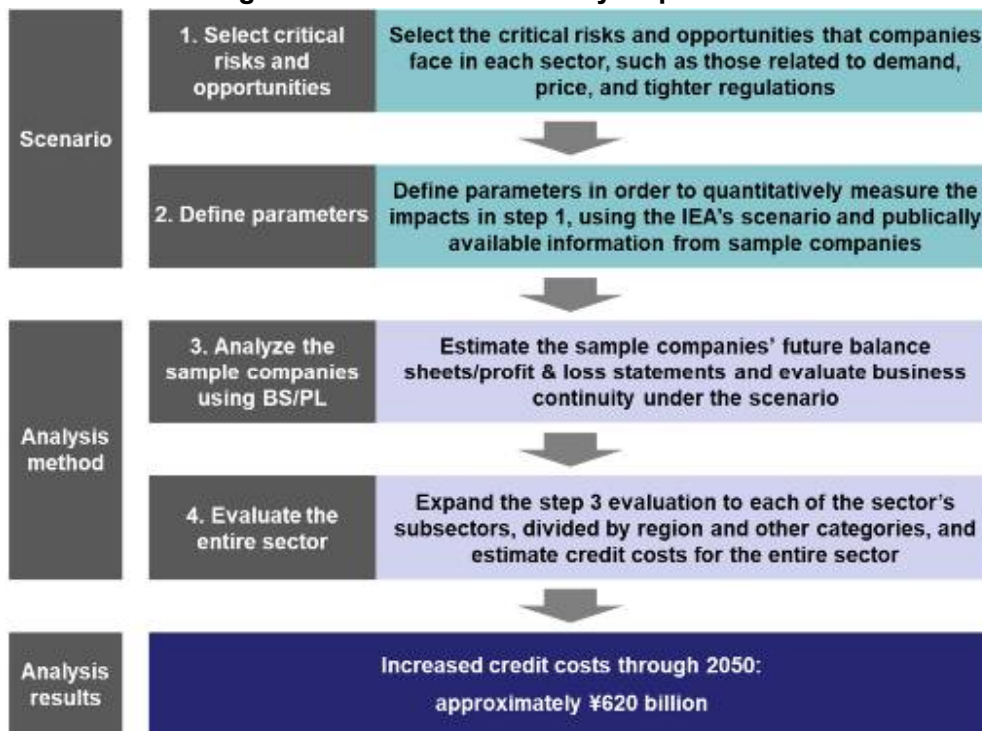 1. Select critical
risks and
opportunities
Select the critical risks and opportunities that companies
face in each sector, such as those related to demand,
price, and tighter regulations
Scenario
2. Define parameters
Define parameters in order to quantitatively measure the
impacts in step 1, using the IEA's scenario and publically
available information from sample companies
3. Analyze the
sample companies
using BS/PL
Estimate the sample companies' future balance
sheets/profit & loss statements and evaluate business
continuity under the scenario
Analysis
method
4. Evaluate the
entire sector
Expand the step 3 evaluation to each of the sector's
subsectors, divided by region and other categories, and
estimate credit costs for the entire sector
Analysis
results
Increased credit costs through 2050:
approximately ¥620 billion